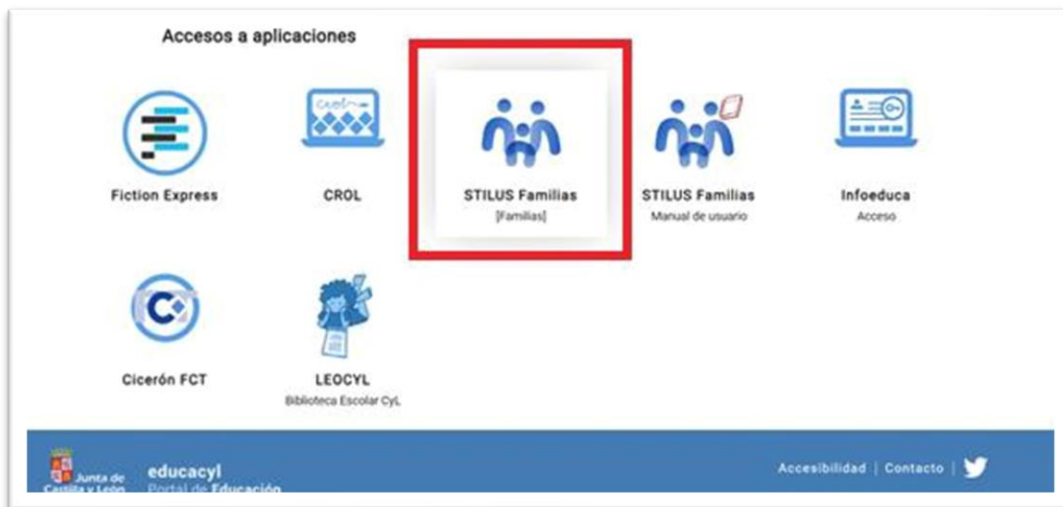 Accesos a aplicaciones
Fiction Express
CROL
STILUS Familias
[Familias]
STILUS Familias
Manual de usuario
Infoeduca
Acceso
Cicerón FCT
LEOCYL
Biblioteca Escolar CyL
Junta de
Castilla y León
educacyl
Portal de Educación
Accesibilidad | Contacto |